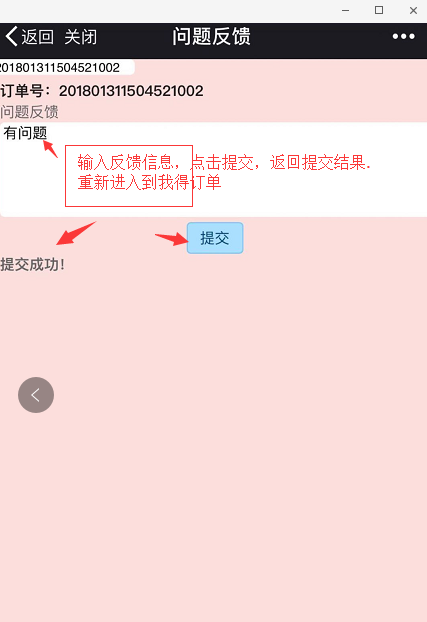 返回 关闭 问题反馈
201801311504521002
订单号：201801311504521002
问题反馈
有问题
输入反馈信息，点击提交，返回提交结果.
重新进入到我得订单
提交
提交成功！